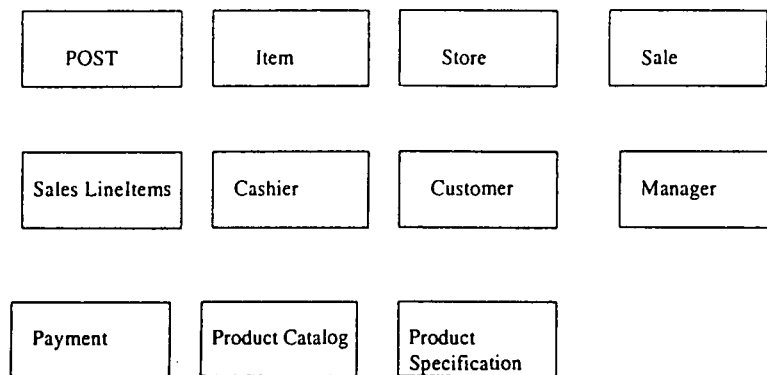 POST
Item
Store
Sale
Sales LineItems
Cashier
Customer
Manager
Payment
Product Catalog
Product
Specification